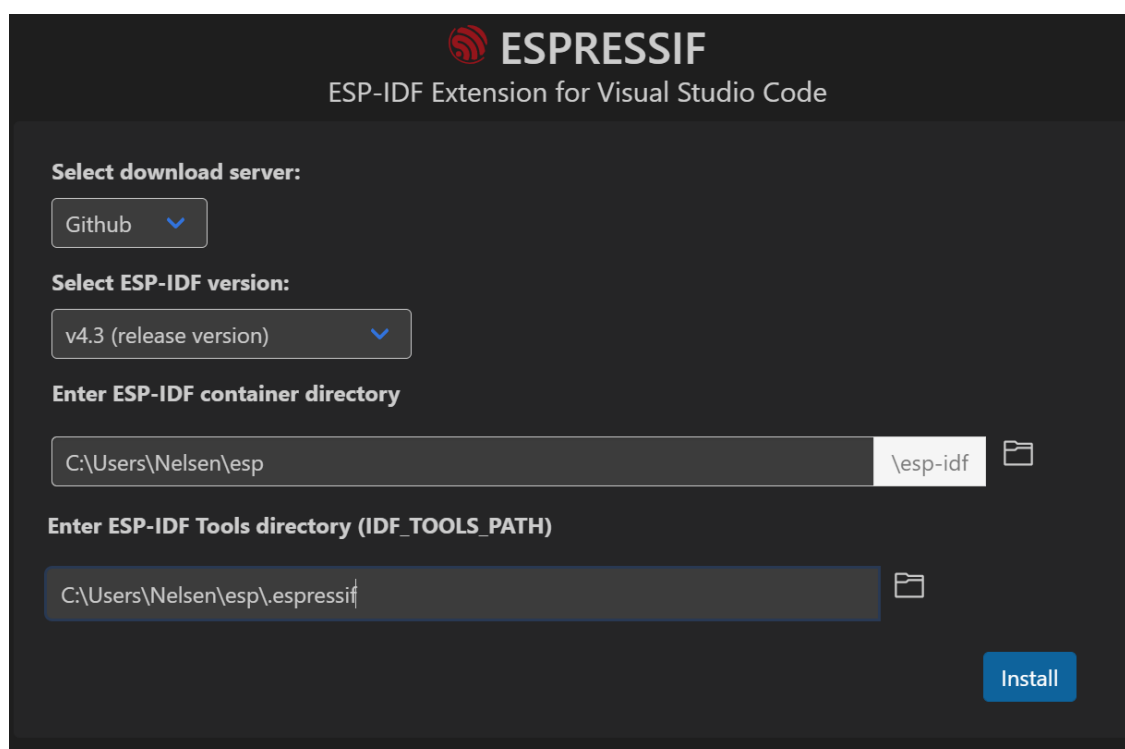 ESPRESSIF
ESP-IDF Extension for Visual Studio Code
Select download server:
Github
Select ESP-IDF version:
v4.3 (release version)
Enter ESP-IDF container directory
C:\Users\Nelsen\esp \esp-idf
Enter ESP-IDF Tools directory (IDF_TOOLS_PATH)
C:\Users\Nelsen\esp\.espressif
Install